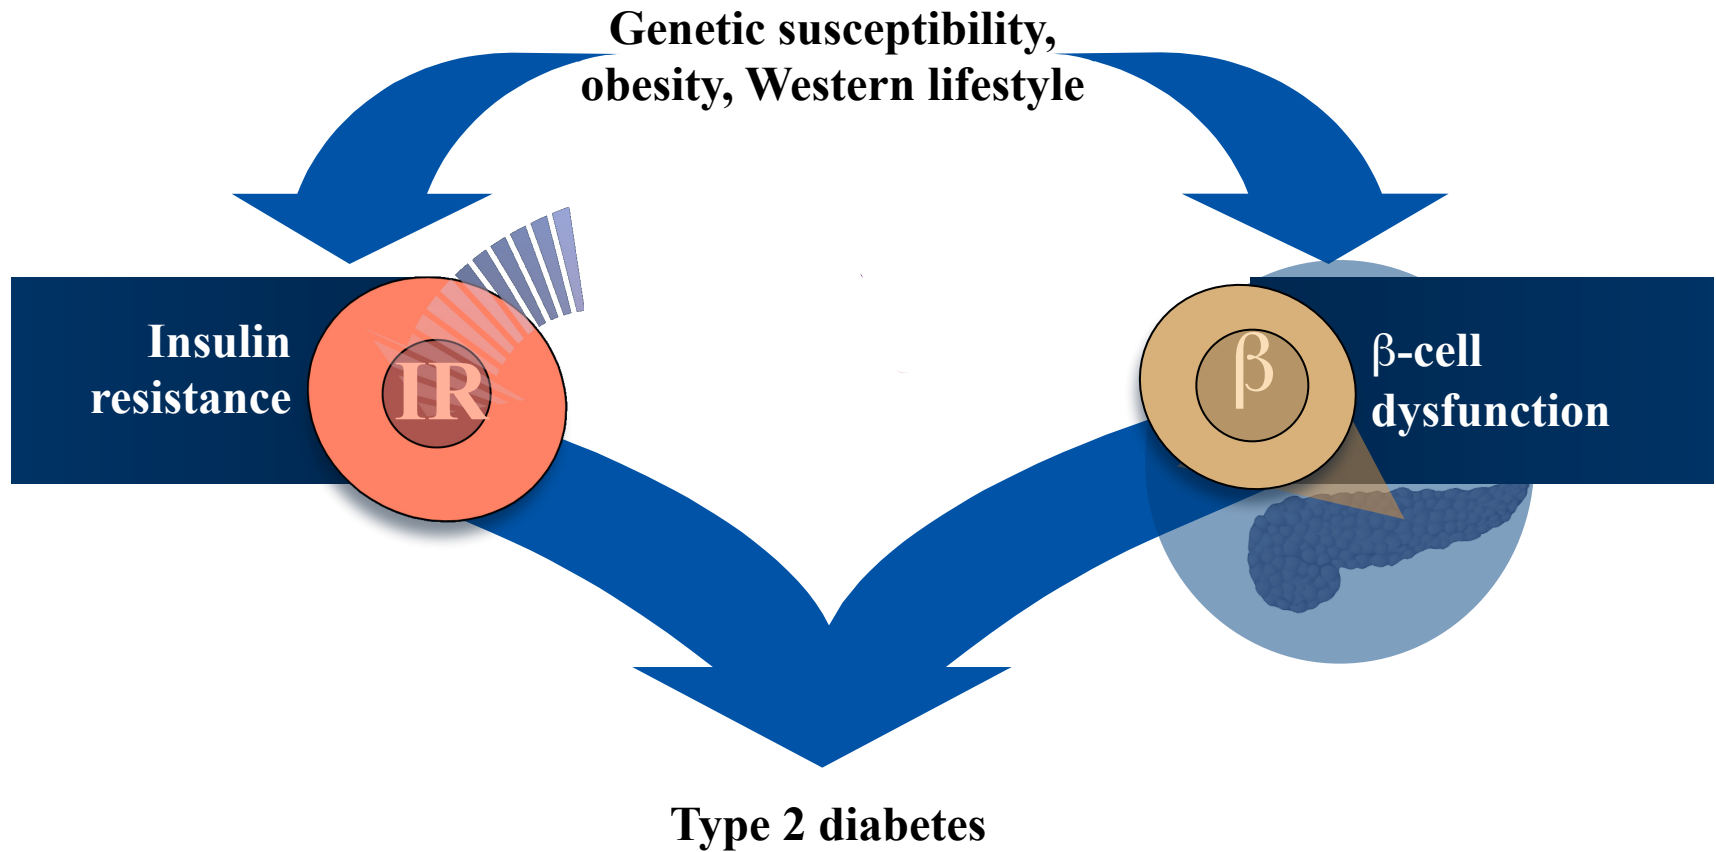 Genetic susceptibility,
obesity, Western lifestyle
Insulin
resistance
IR
β
β-cell
dysfunction
Type 2 diabetes